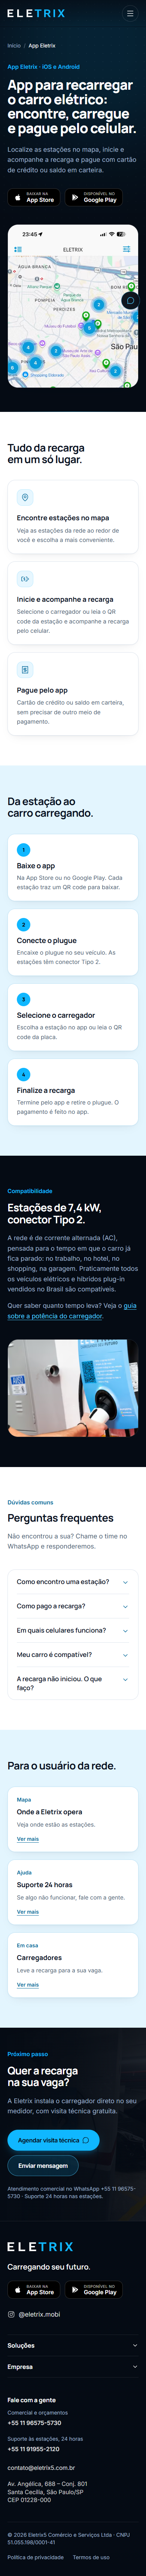 ELETRIX
Início / App Eletrix
App Eletrix · iOS e Android
App para recarregar
o carro elétrico:
encontre, carregue
e pague pelo celular.
Localize as estações no mapa, inicie e
acompanhe a recarga e pague com cartão
de crédito ou saldo em carteira.
BAIXAR NA
App Store
DISPONÍVEL NO
Google Play
23:45
ELETRIX
ÁGUA BRANCA
Allianz Parque
Parque da
Água Branca
POMPEIA
PERDIZES
BOM R
Museu do Futebol
São Paul
Shopping Eldorado
Tudo da recarga
em um só lugar.
Encontre estações no mapa
Veja as estações da rede ao redor de
você e escolha a mais conveniente.
Inicie e acompanhe a recarga
Selecione o carregador ou leia o QR
code da estação e acompanhe a recarga
pelo celular.
Pague pelo app
Cartão de crédito ou saldo em carteira,
sem precisar de outro meio de
pagamento.
Da estação ao
carro carregando.
1
Baixe o app
Na App Store ou no Google Play. Cada
estação traz um QR code para baixar.
2
Conecte o plugue
Encaixe o plugue no seu veículo. As
estações têm conector Tipo 2.
3
Selecione o carregador
Escolha a estação no app ou leia o QR
code da placa.
4
Finalize a recarga
Termine pelo app e retire o plugue. O
pagamento é feito no app.
Compatibilidade
Estações de 7,4 kW,
conector Tipo 2.
A rede é de corrente alternada (AC),
pensada para o tempo em que o carro já
fica parado: no trabalho, no hotel, no
shopping, na garagem. Praticamente todos
os veículos elétricos e híbridos plug-in
vendidos no Brasil são compatíveis.
Quer saber quanto tempo leva? Veja o guia
sobre a potência do carregador.
Dúvidas comuns
Perguntas frequentes
Não encontrou a sua? Chame o time no
WhatsApp e responderemos.
Como encontro uma estação?
Como pago a recarga?
Em quais celulares funciona?
Meu carro é compatível?
A recarga não iniciou. O que
faço?
Para o usuário da rede.
Mapa
Onde a Eletrix opera
Veja onde estão as estações.
Ver mais
Ajuda
Suporte 24 horas
Se algo não funcionar, fale com a gente.
Ver mais
Em casa
Carregadores
Leve a recarga para a sua vaga.
Ver mais
Próximo passo
Quer a recarga
na sua vaga?
A Eletrix instala o carregador direto no seu
medidor, com visita técnica gratuita.
Agendar visita técnica
Enviar mensagem
Atendimento comercial no WhatsApp +55 11 96575-
5730 · Suporte 24 horas nas estações.
ELETRIX
Carregando seu futuro.
BAIXAR NA
App Store
DISPONÍVEL NO
Google Play
@eletrix.mobi
Soluções
Empresa
Fale com a gente
Comercial e orçamentos
+55 11 96575-5730
Suporte às estações, 24 horas
+55 11 91955-2120
contato@eletrix5.com.br
Av. Angélica, 688 – Conj. 801
Santa Cecília, São Paulo/SP
CEP 01228-000
© 2026 Eletrix5 Comércio e Serviços Ltda · CNPJ
51.055.198/0001-41
Política de privacidade Termos de uso